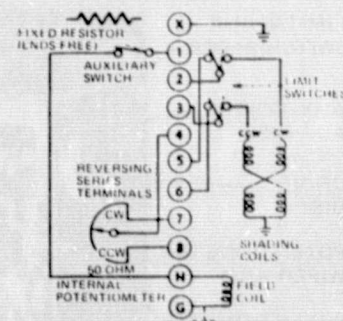 FIXED RESISTOR
(ENDS FREE)
AUXILIARY
SWITCH
X
1
2
3
4
5
6
7
8
H
G
LIMIT
SWITCHES
CCW
CW
REVERSING
SERIES
TERMINALS
CW
CCW
50 OHM
INTERNAL
POTENTIOMETER
SHADING
COILS
FIELD
COIL